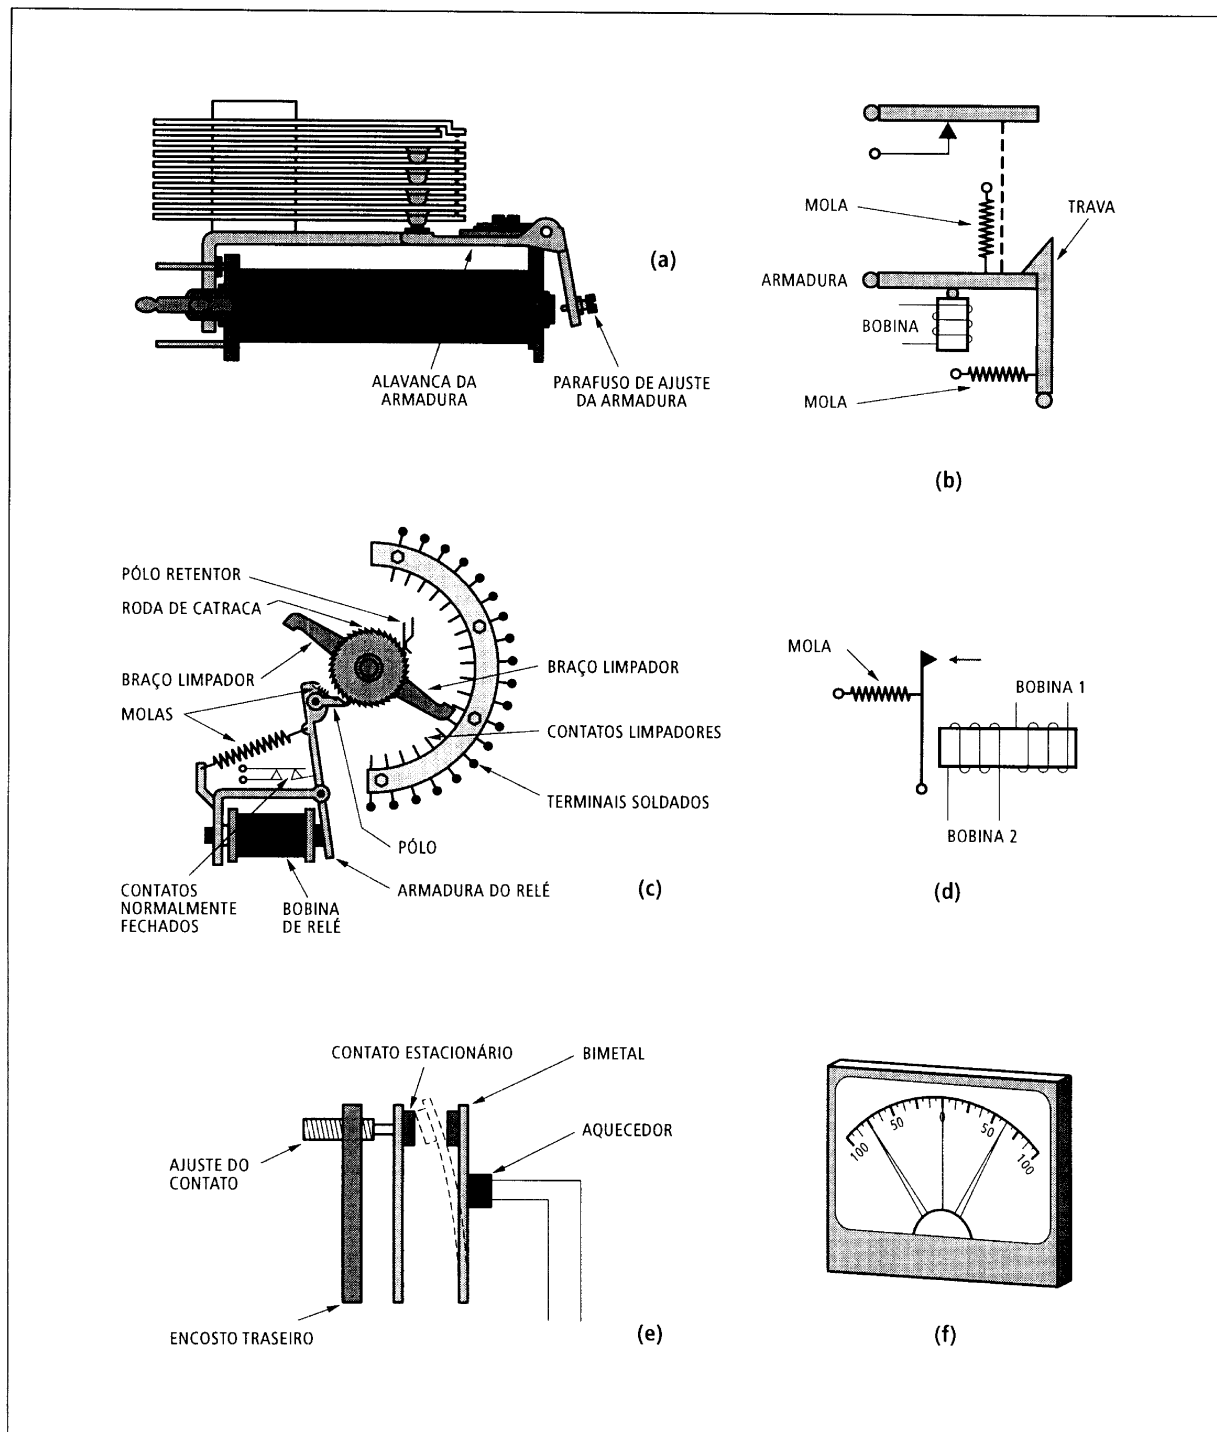 (a)
ALAVANCA DA
ARMADURA
PARAFUSO DE AJUSTE
DA ARMADURA
MOLA
TRAVA
ARMADURA
BOBINA
MOLA
(b)
PÓLO RETENTOR
RODA DE CATRACA
BRAÇO LIMPADOR
MOLAS
BRAÇO LIMPADOR
CONTATOS LIMPADORES
TERMINAIS SOLDADOS
PÓLO
ARMADURA DO RELÉ
CONTATOS
NORMALMENTE
FECHADOS
BOBINA
DE RELÉ
(c)
MOLA
BOBINA 1
BOBINA 2
(d)
CONTATO ESTACIONÁRIO
BIMETAL
AQUECEDOR
AJUSTE DO
CONTATO
ENCOSTO TRASEIRO
(e)
100
50
0
50
100
(f)